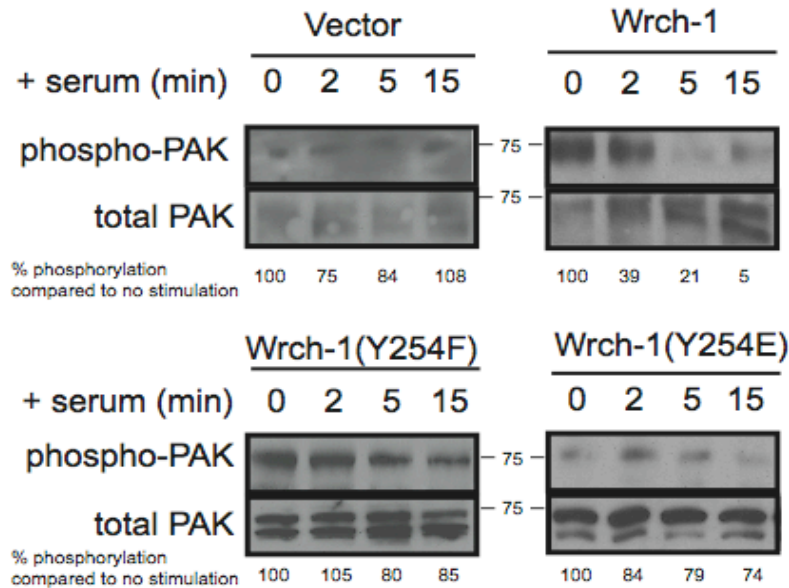 Vector Wrch-1
+ serum (min) 0 2 5 15 0 2 5 15
phospho-PAK – 75 –
– 75 –
total PAK
% phosphorylation
compared to no stimulation 100 75 84 108 100 39 21 5
Wrch-1(Y254F) Wrch-1(Y254E)
+ serum (min) 0 2 5 15 0 2 5 15
phospho-PAK – 75 –
– 75 –
total PAK
% phosphorylation
compared to no stimulation 100 105 80 85 100 84 79 74